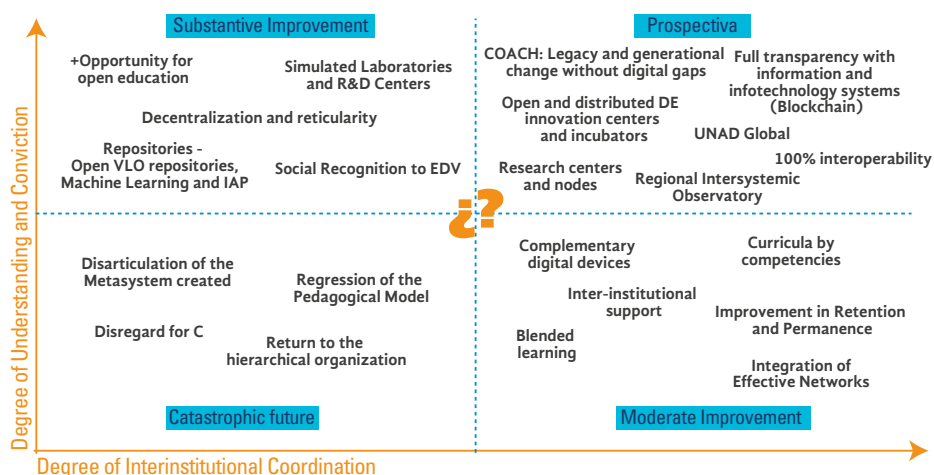 Substantive Improvement
+Opportunity for
open education
Simulated Laboratories
and R&D Centers
Decentralization and reticularity
Repositories -
Open VLO repositories,
Machine Learning and IAP
Social Recognition to EDV
Prospectiva
COACH: Legacy and generational
change without digital gaps
Full transparency with
information and
infotechnology systems
(Blockchain)
Open and distributed DE
innovation centers
and incubators
UNAD Global
100% interoperability
Research centers
and nodes
Regional Intersystemic
Observatory
¿?
Disarticulation of the
Metasystem created
Regression of the
Pedagogical Model
Disregard for C
Return to the
hierarchical organization
Catastrophic future
Complementary
digital devices
Curricula by
competencies
Inter-institutional
support
Improvement in Retention
and Permanence
Blended
learning
Integration of
Effective Networks
Moderate Improvement
Degree of Understanding and Conviction
Degree of Interinstitutional Coordination